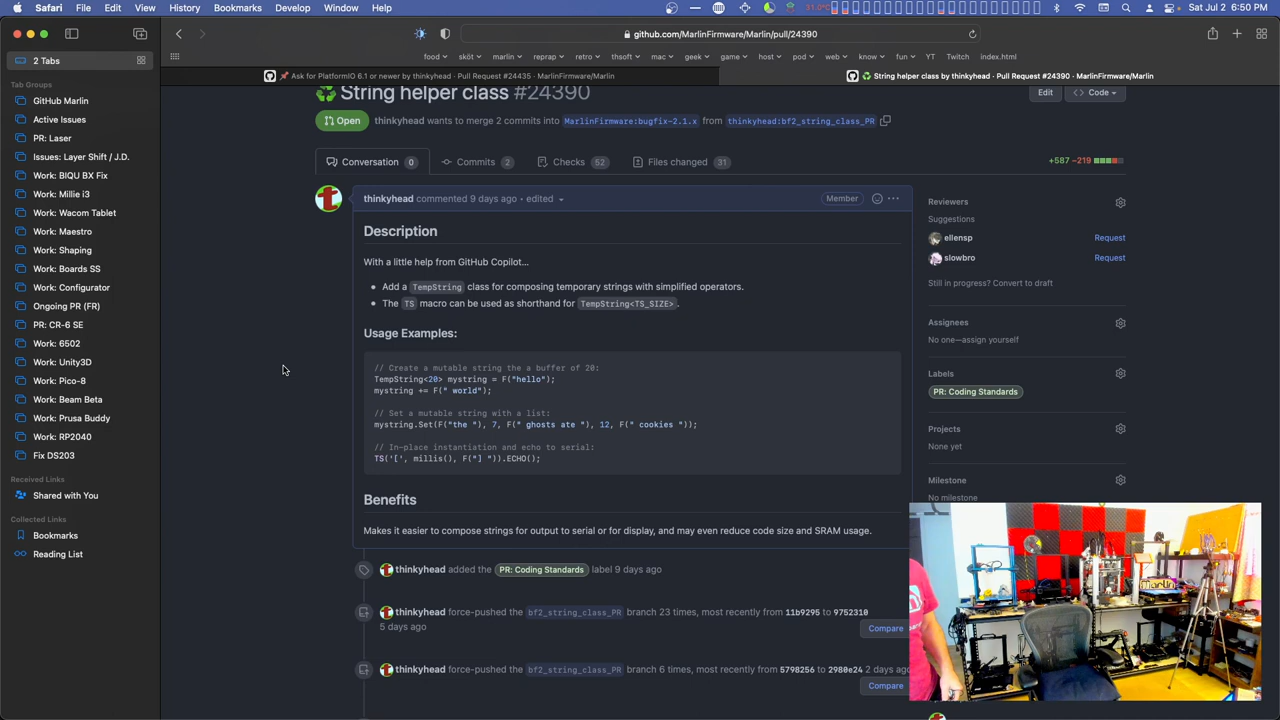 Safari File Edit View History Bookmarks Develop Window Help
31.0°C
Sat Jul 2 6:50 PM
2 Tabs
github.com/MarlinFirmware/Marlin/pull/24390
food sköt marlin reprap retro thsoft mac geek game host pod web know fun YT Twitch index.html
📌 Ask for PlatformIO 6.1 or newer by thinkyhead · Pull Request #24435 · MarlinFirmware/Marlin
♻️ String helper class by thinkyhead · Pull Request #24390 · MarlinFirmware/Marlin
Tab Groups
GitHub Marlin
Active Issues
PR: Laser
Issues: Layer Shift / J.D.
Work: BIQU BX Fix
Work: Millie i3
Work: Wacom Tablet
Work: Maestro
Work: Shaping
Work: Boards SS
Work: Configurator
Ongoing PR (FR)
PR: CR-6 SE
Work: 6502
Work: Unity3D
Work: Pico-8
Work: Beam Beta
Work: Prusa Buddy
Work: RP2040
Fix DS203
Received Links
Shared with You
Collected Links
Bookmarks
Reading List
♻️ String helper class #24390
Edit
<> Code
Open
thinkyhead wants to merge 2 commits into MarlinFirmware:bugfix-2.1.x from thinkyhead:bf2_string_class_PR
Conversation 0
Commits 2
Checks 52
Files changed 31
+587 −219
thinkyhead commented 9 days ago • edited
Member
Description
With a little help from GitHub Copilot…
• Add a TempString class for composing temporary strings with simplified operators.
• The TS macro can be used as shorthand for TempString<TS_SIZE>.
Usage Examples:
// Create a mutable string the a buffer of 20:
TempString<20> mystring = F("hello");
mystring += F(" world");
// Set a mutable string with a list:
mystring.Set(F("the "), 7, F(" ghosts ate "), 12, F(" cookies "));
// In-place instantiation and echo to serial:
TS('[', millis(), F("] ")).ECHO();
Benefits
Makes it easier to compose strings for output to serial or for display, and may even reduce code size and SRAM usage.
thinkyhead added the PR: Coding Standards label 9 days ago
thinkyhead force-pushed the bf2_string_class_PR branch 23 times, most recently from 11b9295 to 9752310
5 days ago
Compare
thinkyhead force-pushed the bf2_string_class_PR branch 6 times, most recently from 5798256 to 2980e24 2 days ago
Compare
Reviewers
Suggestions
ellensp Request
slowbro Request
Still in progress? Convert to draft
Assignees
No one—assign yourself
Labels
PR: Coding Standards
Projects
None yet
Milestone
No milestone
Marlin